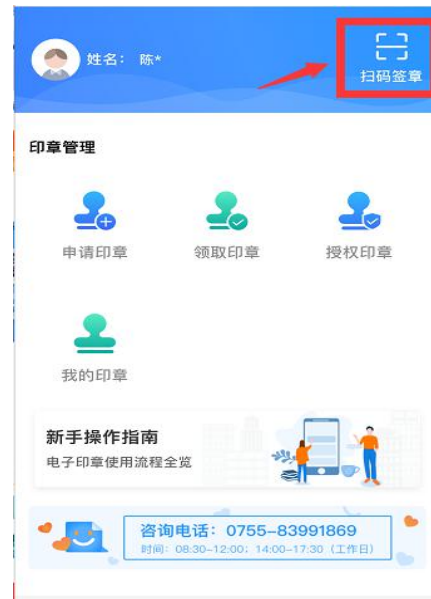 姓名： 陈*
扫码签章
印章管理
申请印章
领取印章
授权印章
我的印章
新手操作指南
电子印章使用流程全览
咨询电话：0755-83991869
时间：08:30-12:00；14:00-17:30（工作日）